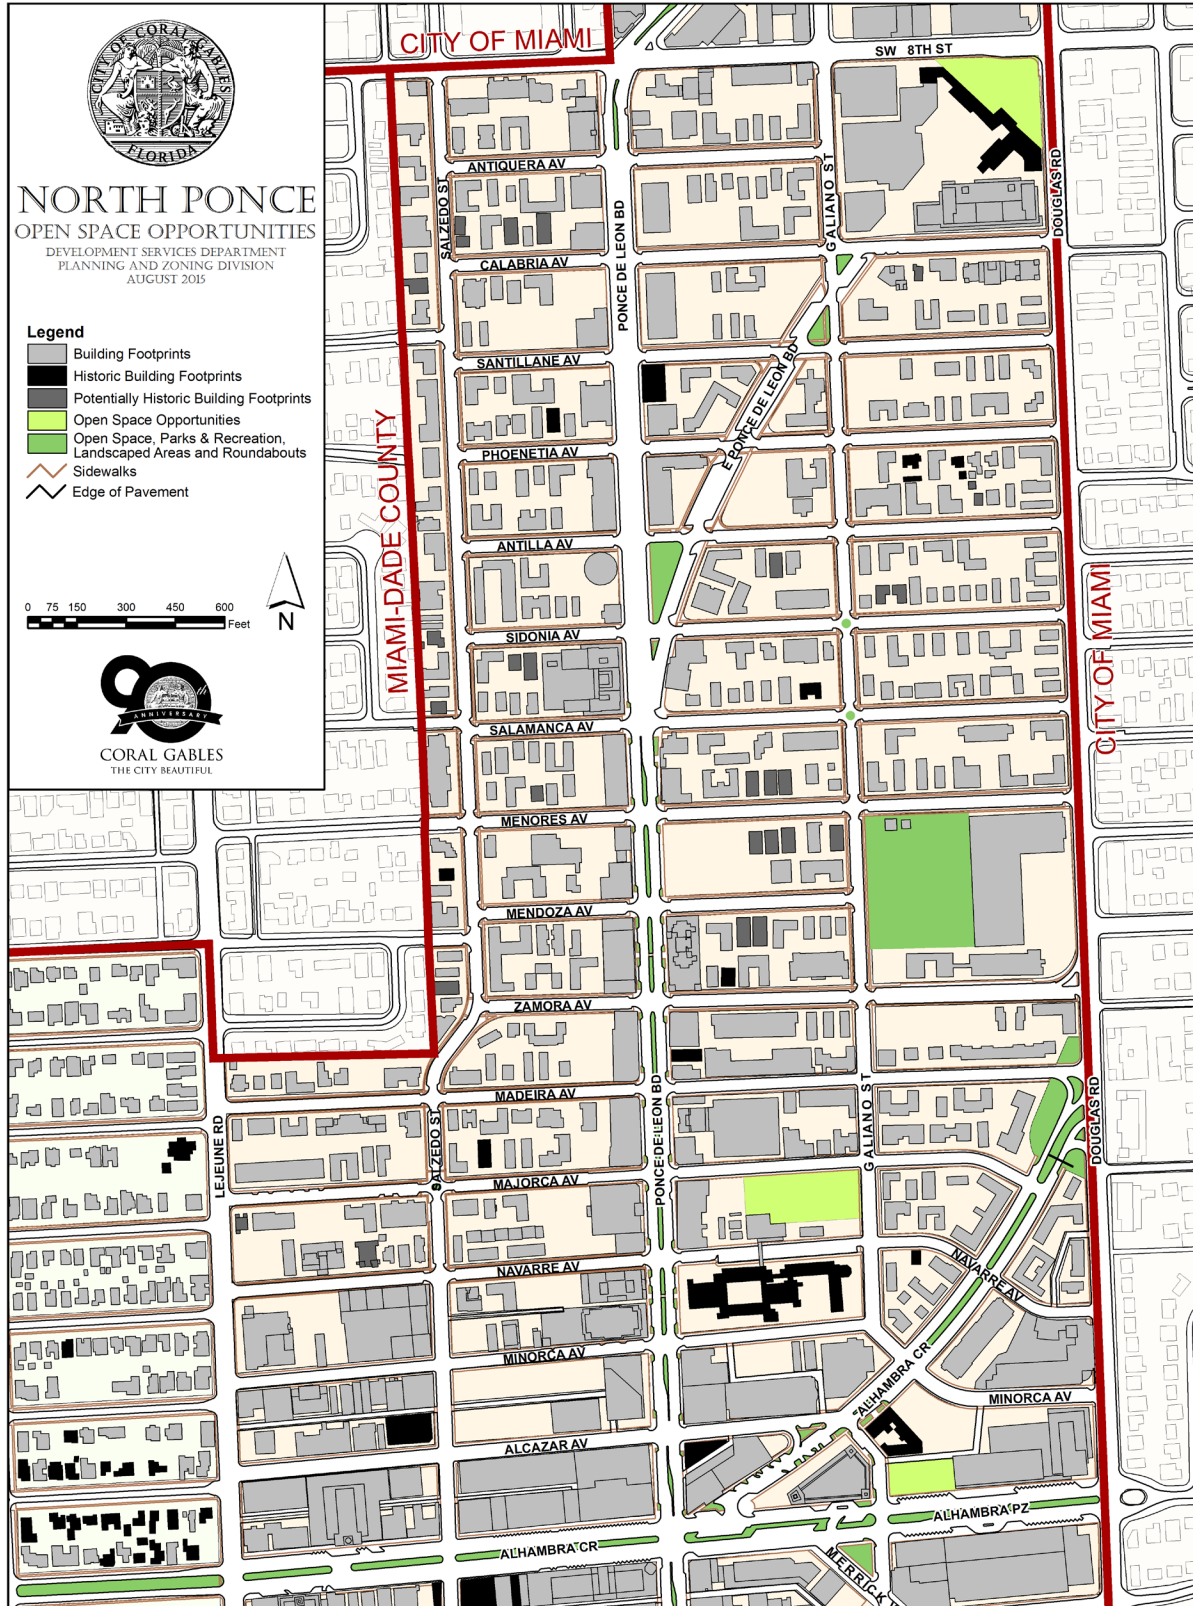 CITY OF CORAL GABLES
FLORIDA
NORTH PONCE
OPEN SPACE OPPORTUNITIES
DEVELOPMENT SERVICES DEPARTMENT
PLANNING AND ZONING DIVISION
AUGUST 2015
Legend
Building Footprints
Historic Building Footprints
Potentially Historic Building Footprints
Open Space Opportunities
Open Space, Parks & Recreation,
Landscaped Areas and Roundabouts
Sidewalks
Edge of Pavement
0 75 150 300 450 600
Feet
N
90th
ANNIVERSARY
CORAL GABLES
THE CITY BEAUTIFUL
CITY OF MIAMI
SW 8TH ST
ANTIQUERA AV
SALZEDO ST
PONCE DE LEON BD
GALIANO ST
DOUGLAS RD
CALABRIA AV
SANTILLANE AV
E PONCE DE LEON BD
PHOENETIA AV
MIAMI-DADE COUNTY
ANTILLA AV
CITY OF MIAMI
SIDONIA AV
SALAMANCA AV
MENORES AV
MENDOZA AV
ZAMORA AV
MADEIRA AV
LEJEUNE RD
SALZEDO ST
PONCE DE LEON BD
GALIANO ST
DOUGLAS RD
MAJORCA AV
NAVARRE AV
NAVARRE AV
MINORCA AV
ALHAMBRA CR
MINORCA AV
ALCAZAR AV
ALHAMBRA PZ
ALHAMBRA CR
MERRICK